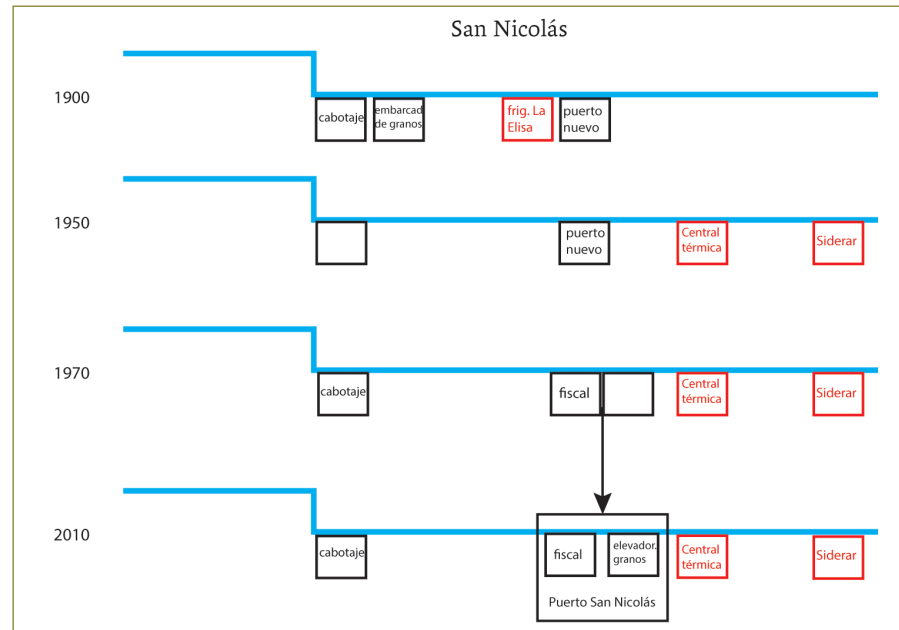 San Nicolás
1900
cabotaje
embarcad
de granos
frig. La
Elisa
puerto
nuevo
1950
puerto
nuevo
Central
térmica
Siderar
1970
cabotaje
fiscal
Central
térmica
Siderar
2010
cabotaje
fiscal
elevador.
granos
Central
térmica
Siderar
Puerto San Nicolás